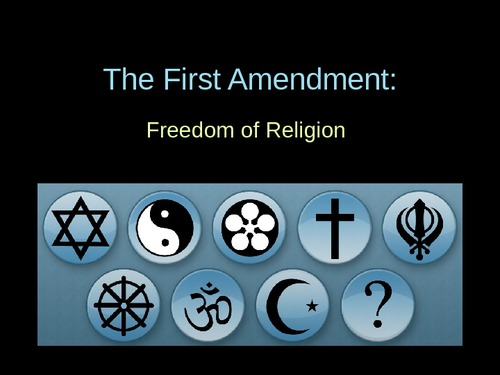 The First Amendment:
Freedom of Religion
ॐ
?